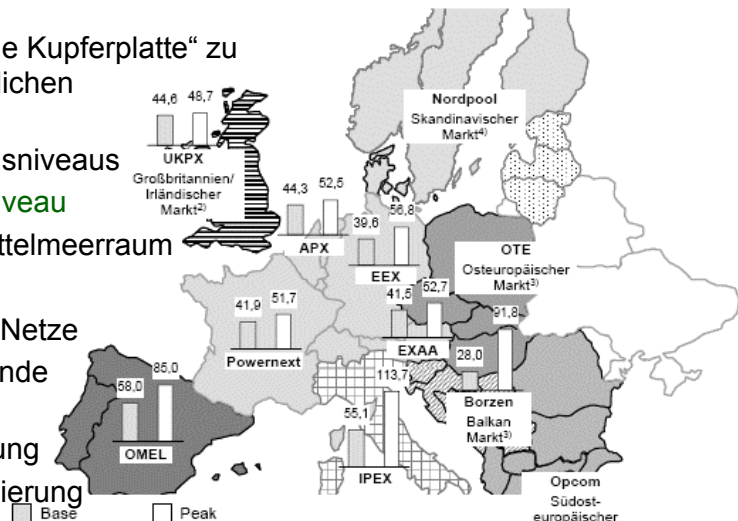 e Kupferplatte“ zu
lichen
sniveaus
veau
ttelmeerraum
Netze
nde
ung
ierung
44,6 48,7
UKPX
Großbritannien/
Irländischer
Markt2)
Nordpool
Skandinavischer
Markt4)
44,3 52,5
APX
39,6 56,8
EEX
OTE
Osteuropäischer
Markt3)
41,9 51,7
Powernext
41,5 52,7
EXAA
28,0 91,8
Borzen
Balkan
Markt3)
58,0 85,0
OMEL
55,1 113,7
IPEX
Opcom
Südost-
europäischer
Base Peak